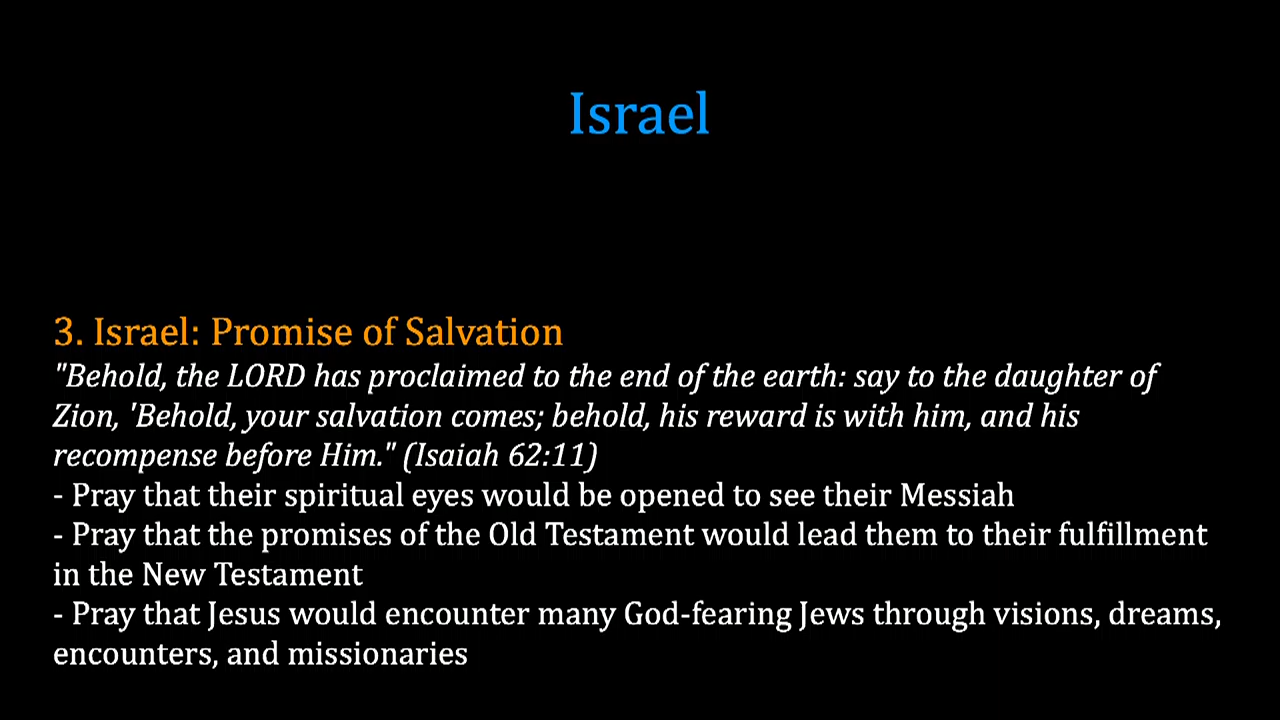 Israel
3. Israel: Promise of Salvation
"Behold, the LORD has proclaimed to the end of the earth: say to the daughter of
Zion, 'Behold, your salvation comes; behold, his reward is with him, and his
recompense before Him." (Isaiah 62:11)
- Pray that their spiritual eyes would be opened to see their Messiah
- Pray that the promises of the Old Testament would lead them to their fulfillment
in the New Testament
- Pray that Jesus would encounter many God-fearing Jews through visions, dreams,
encounters, and missionaries